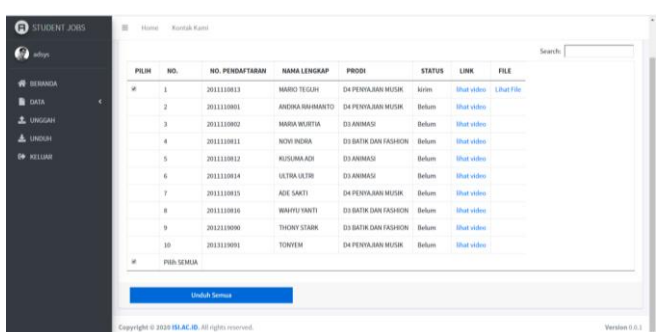 STUDENT JOBS
Home Kontak Kami
adsys
Search:
BERANDA
DATA
UNGGAH
UNDUH
KELUAR
PILIH NO. NO. PENDAFTARAN NAMA LENGKAP PRODI STATUS LINK FILE
1 2011110813 MARIO TEGUH D4 PENYAJIAN MUSIK kirim lihat video Lihat File
2 2011110801 ANDIKA RAHMANTO D4 PENYAJIAN MUSIK Belum lihat video
3 2011110802 MARIA WURTIA D3 ANIMASI Belum lihat video
4 2011110811 NOVI INDRA D3 BATIK DAN FASHION Belum lihat video
5 2011110812 KUSUMA ADI D3 ANIMASI Belum lihat video
6 2011110814 ULTRA ULTRI D3 ANIMASI Belum lihat video
7 2011110815 ADE SAKTI D4 PENYAJIAN MUSIK Belum lihat video
8 2011110816 WAHYU YANTI D3 BATIK DAN FASHION Belum lihat video
9 2012119090 THONY STARK D3 BATIK DAN FASHION Belum lihat video
10 2013119091 TONYEM D4 PENYAJIAN MUSIK Belum lihat video
Pilih SEMUA
Unduh Semua
Copyright © 2020 ISI.AC.ID. All rights reserved. Version 0.0.1